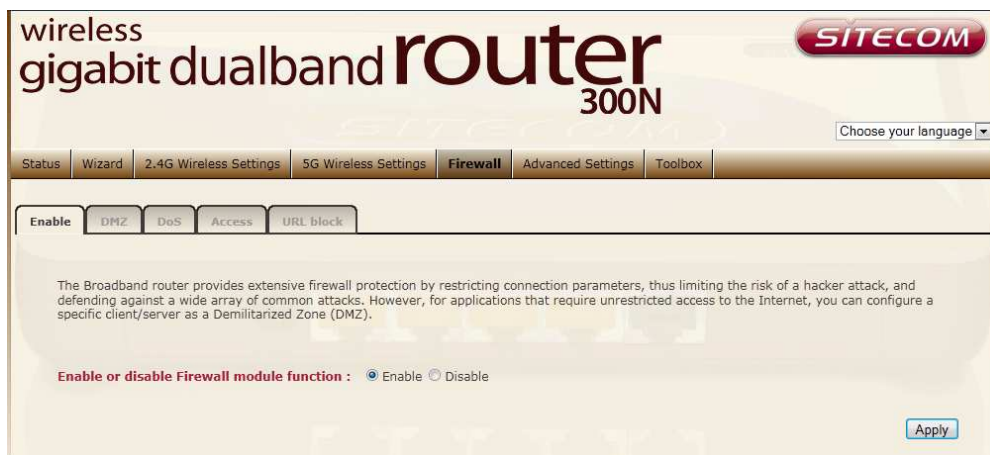 wireless
gigabit dualband router
300N
SITECOM
Choose your language
Status Wizard 2.4G Wireless Settings 5G Wireless Settings Firewall Advanced Settings Toolbox
Enable DMZ DoS Access URL block
The Broadband router provides extensive firewall protection by restricting connection parameters, thus limiting the risk of a hacker attack, and
defending against a wide array of common attacks. However, for applications that require unrestricted access to the Internet, you can configure a
specific client/server as a Demilitarized Zone (DMZ).
Enable or disable Firewall module function : Enable Disable
Apply